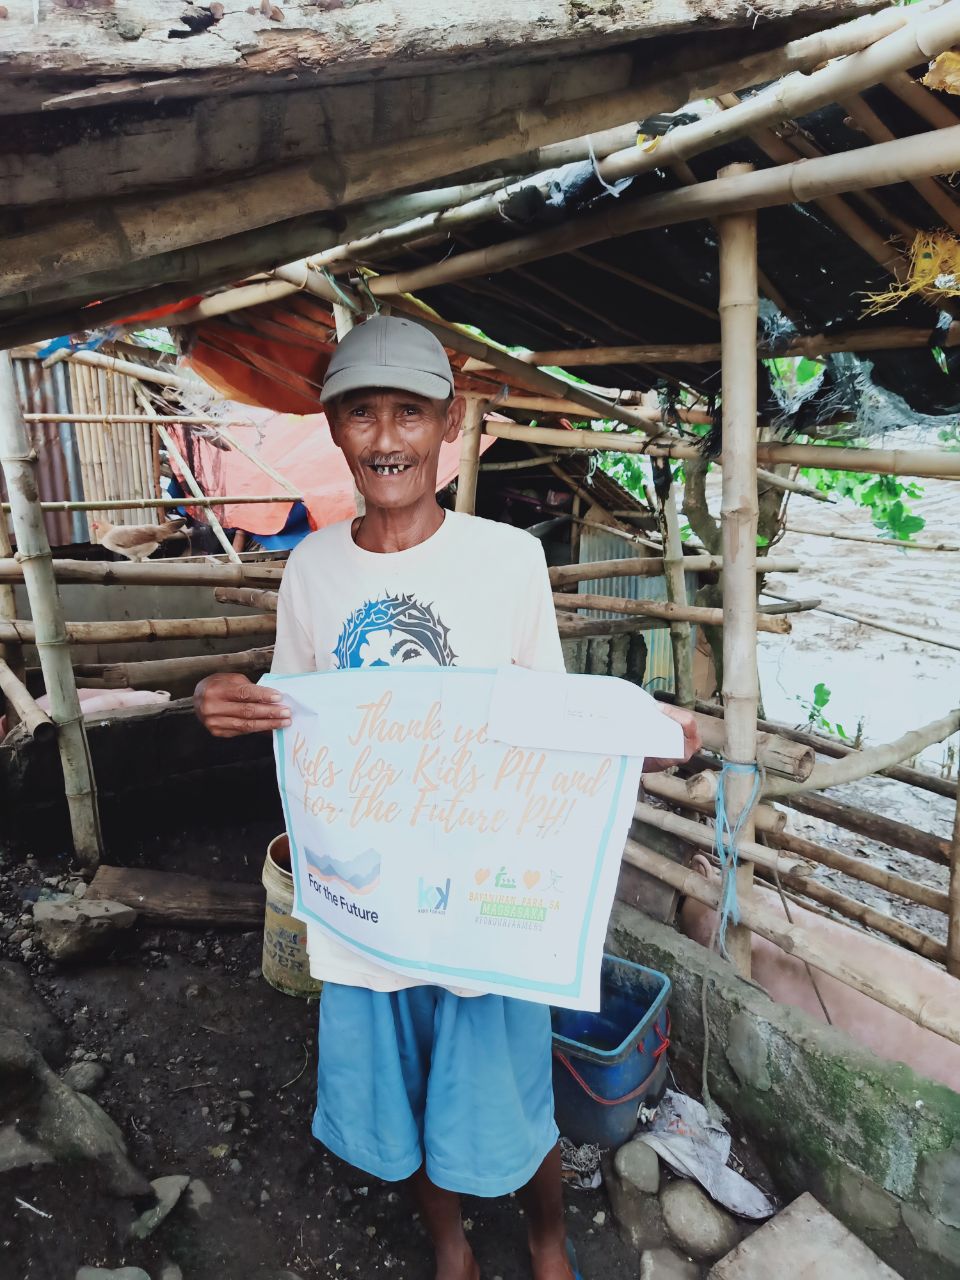 Thank yo
Kids for Kids PH and
for the Future PH!
For the Future
kk
KIDS FOR KIDS
BAYANIHAN PARA SA
MAGSASAKA
#FOROURFARMERS